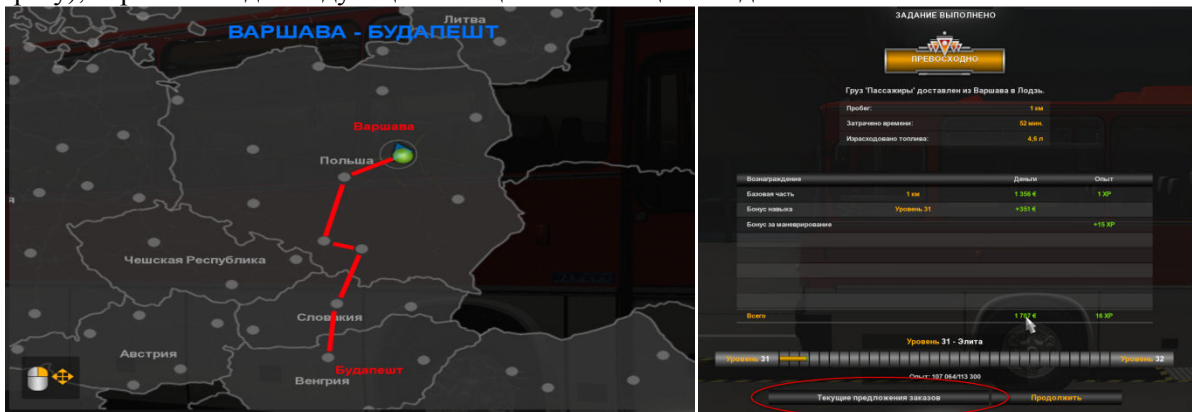 ВАРШАВА - БУДАПЕШТ
Литва
Варшава
Польша
Чешская Республика
Словакия
Австрия
Будапешт
Венгрия
ЗАДАНИЕ ВЫПОЛНЕНО
ПРЕВОСХОДНО
Груз 'Пассажиры' доставлен из Варшава в Лодзь.
Пробег: 1 км
Затрачено времени: 52 мин.
Израсходовано топлива: 4,6 л
Вознаграждения Деньги Опыт
Базовая часть 1 км 1 356 € 1 XP
Бонус навыка Уровень 31 +351 €
Бонус за маневрирование +15 XP
Всего 1 707 € 16 XP
Уровень 31 - Элита
Уровень 31 Уровень 32
Опыт: 107 064/113 300
Текущие предложения заказов Продолжить